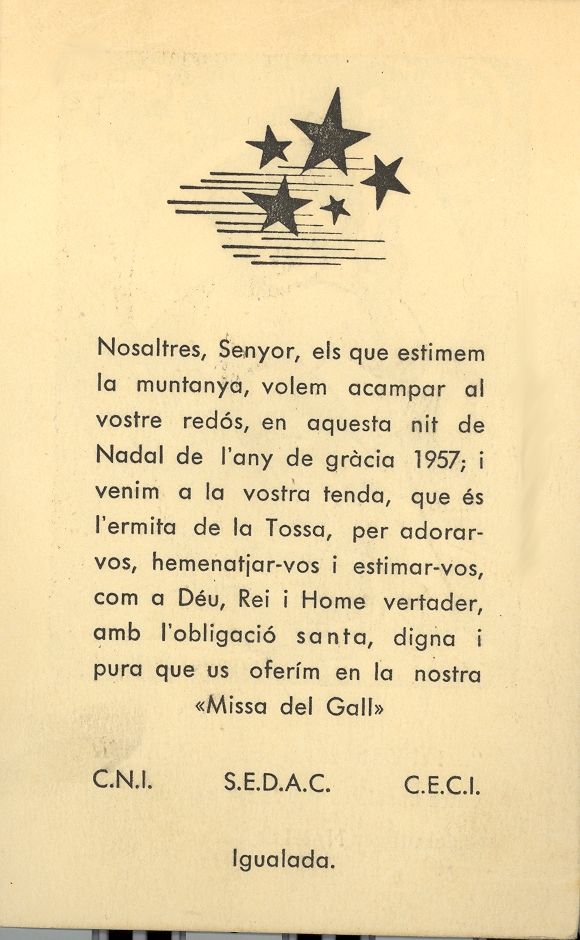 Nosaltres, Senyor, els que estimem
la muntanya, volem acampar al
vostre redós, en aquesta nit de
Nadal de l'any de gràcia 1957; i
venim a la vostra tenda, que és
l'ermita de la Tossa, per adorar-
vos, hemenatjar-vos i estimar-vos,
com a Déu, Rei i Home vertader,
amb l'obligació santa, digna i
pura que us oferím en la nostra
«Missa del Gall»
C.N.I. S.E.D.A.C. C.E.C.I.
Igualada.